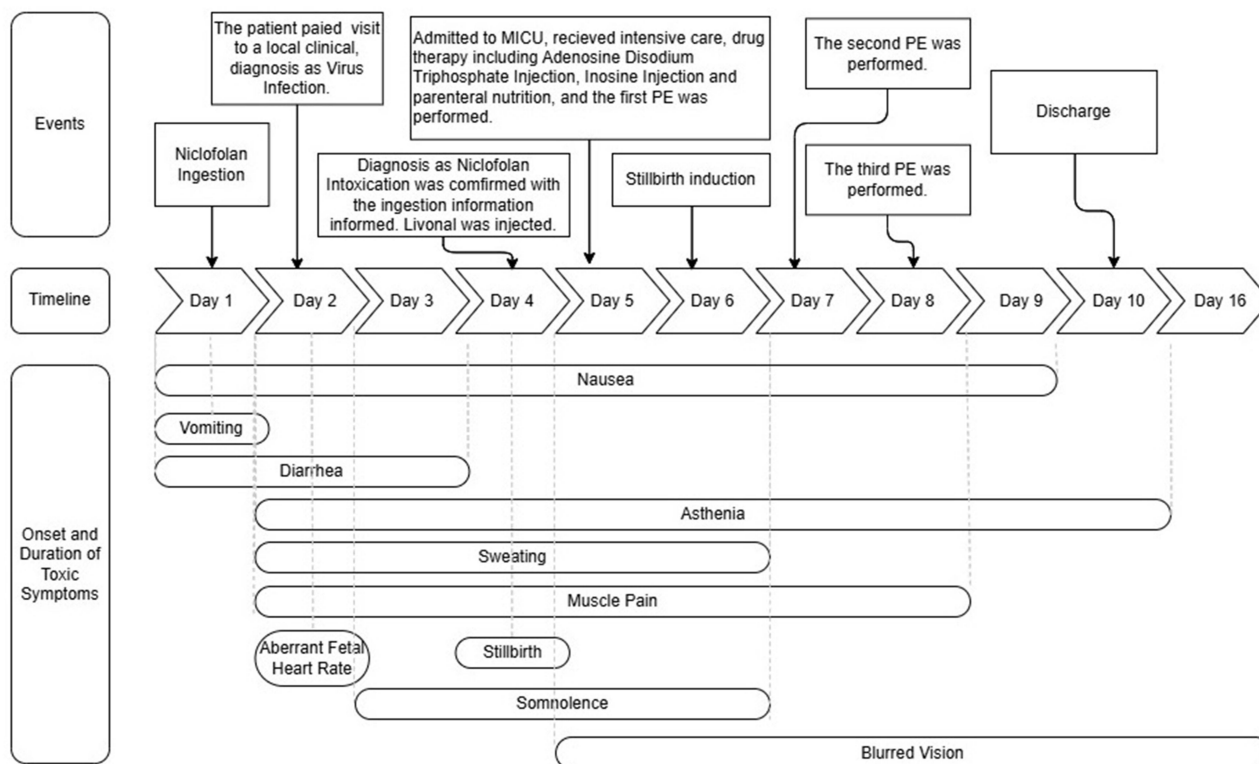 Events
The patient paied visit
to a local clinical,
diagnosis as Virus
Infection.
Admitted to MICU, recieved intensive care, drug
therapy including Adenosine Disodium
Triphosphate Injection, Inosine Injection and
parenteral nutrition, and the first PE was
performed.
The second PE was
performed.
Discharge
Niclofolan
Ingestion
Diagnosis as Niclofolan
Intoxication was comfirmed with
the ingestion information
informed. Livonal was injected.
Stillbirth induction
The third PE was
performed.
Timeline
Day 1
Day 2
Day 3
Day 4
Day 5
Day 6
Day 7
Day 8
Day 9
Day 10
Day 16
Onset and
Duration of
Toxic
Symptoms
Nausea
Vomiting
Diarrhea
Asthenia
Sweating
Muscle Pain
Aberrant Fetal
Heart Rate
Stillbirth
Somnolence
Blurred Vision